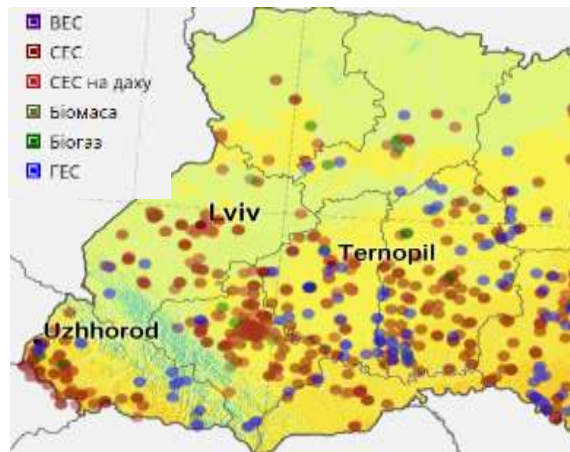 ВЕС
СЕС
СЕС на даху
Біомаса
Біогаз
ГЕС
Lviv
Ternopil
Uzhhorod